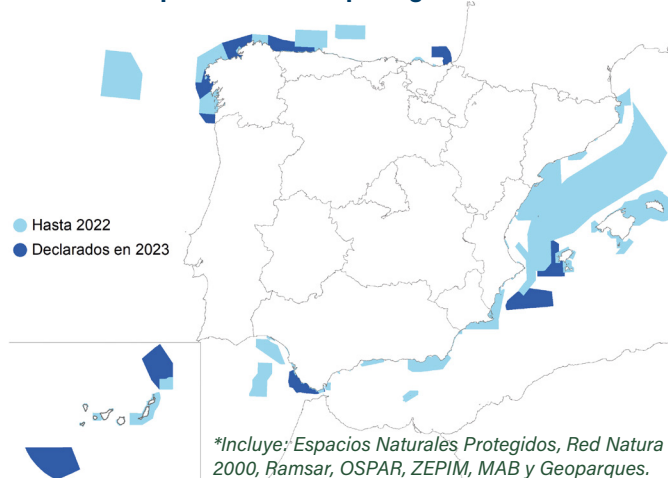 Hasta 2022
Declarados en 2023
*Incluye: Espacios Naturales Protegidos, Red Natura
2000, Ramsar, OSPAR, ZEPIM, MAB y Geoparques.